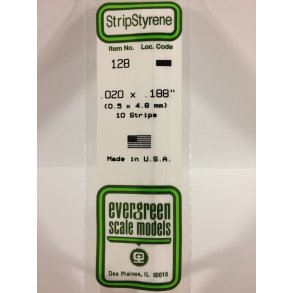 StripStyrene
Item No. Loc. Code
128
.020 x .188"
(0.5 x 4.8 mm)
10 Strips
Made in U.S.A.
evergreen
scale models
Des Plaines, IL 60018